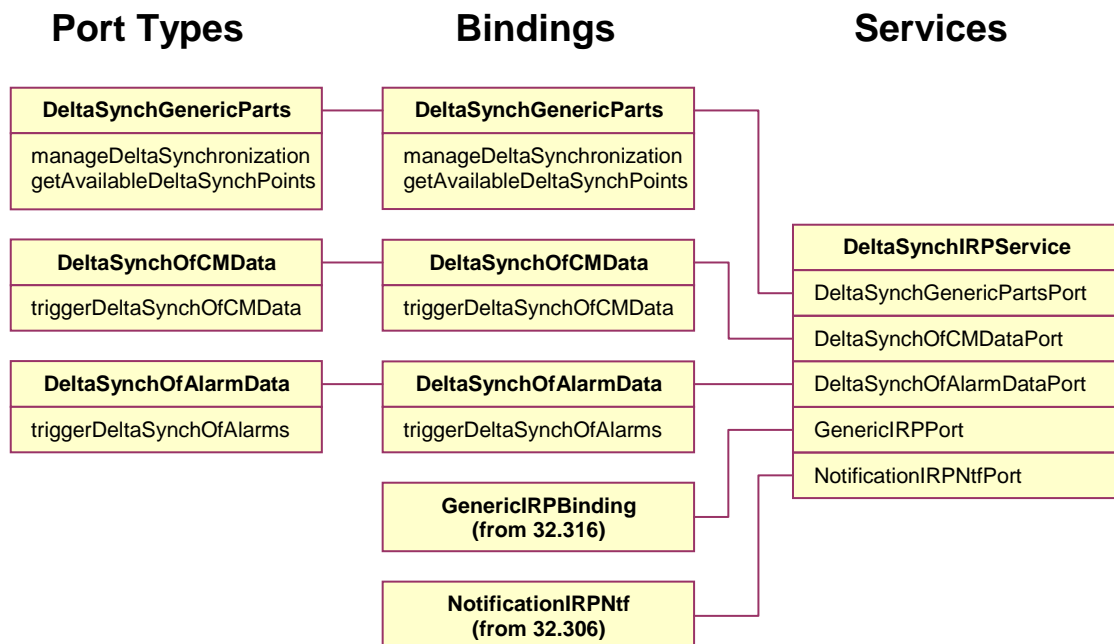 Port Types
Bindings
Services
DeltaSynchGenericParts
manageDeltaSynchronization
getAvailableDeltaSynchPoints
DeltaSynchOfCMData
triggerDeltaSynchOfCMData
DeltaSynchOfAlarmData
triggerDeltaSynchOfAlarms
DeltaSynchGenericParts
manageDeltaSynchronization
getAvailableDeltaSynchPoints
DeltaSynchOfCMData
triggerDeltaSynchOfCMData
DeltaSynchOfAlarmData
triggerDeltaSynchOfAlarms
GenericIRPBinding
(from 32.316)
NotificationIRPNtf
(from 32.306)
DeltaSynchIRPService
DeltaSynchGenericPartsPort
DeltaSynchOfCMDataPort
DeltaSynchOfAlarmDataPort
GenericIRPPort
NotificationIRPNtfPort